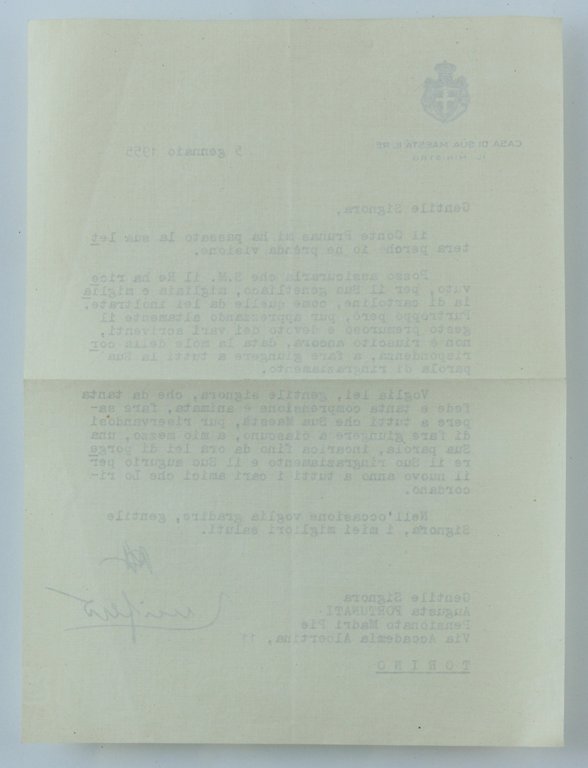 CASA DI SUA MAESTÀ IL RE
IL MINISTRO
5 gennaio 1955
Gentile Signora,
il Conte Prunas mi ha passato la sua let
tera perchè io ne prenda visione.
Posso assicurarla che S.M. il Re ha rice
vuto, per il Suo genetliaco, migliaia e miglia
ia di cartoline, come quelle da lei inoltrate.
Purtroppo però, pur apprezzando altamente il
gesto premuroso e devoto dei vari scriventi,
non è riuscito ancora, data la mole della cor
rispondenza, a fare giungere a tutti la Sua
parola di ringraziamento.
Voglia lei, gentile signora, che da tanta
fede e tanta comprensione è animata, fare sa-
pere a tutti che Sua Maestà, pur riservandosi
di fare giungere a ciascuno, a mio mezzo, una
Sua parola, incarica fino da ora lei di porge
re il Suo ringraziamento e il Suo augurio per
il nuovo anno a tutti i cari amici che Lo ri-
cordano.
Nell'occasione voglia gradire, gentile
Signora, i miei migliori saluti.
Gentile Signora
Augusta FORTUNATI
Pensionato Madri Pie
Via Accademia Albertina, 11
TORINO